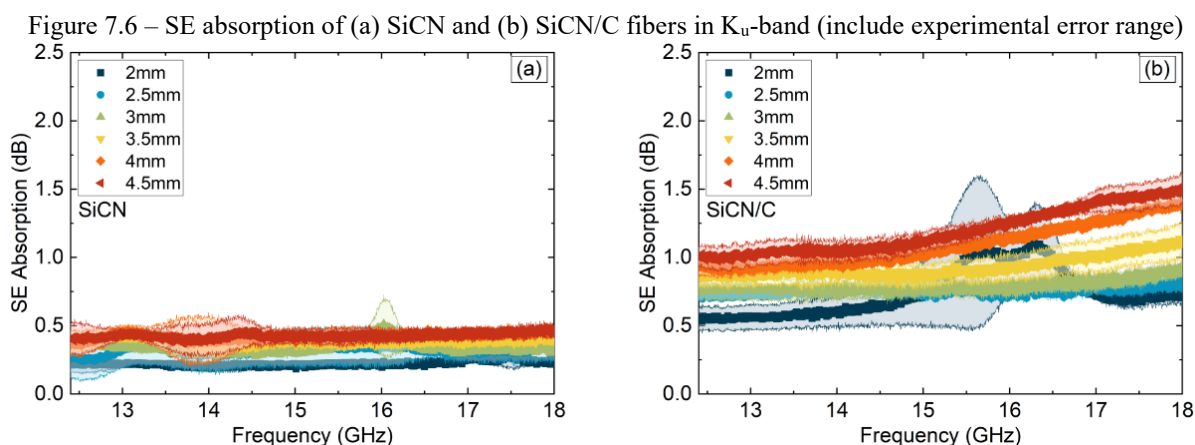 Figure 7.6 – SE absorption of (a) SiCN and (b) SiCN/C fibers in Ku-band (include experimental error range)
2.5
2.0
1.5
1.0
0.5
0.0
SE Absorption (dB)
2mm
2.5mm
3mm
3.5mm
4mm
4.5mm
SiCN
(a)
13 14 15 16 17 18
Frequency (GHz)
2.5
2.0
1.5
1.0
0.5
0.0
SE Absorption (dB)
2mm
2.5mm
3mm
3.5mm
4mm
4.5mm
SiCN/C
(b)
13 14 15 16 17 18
Frequency (GHz)